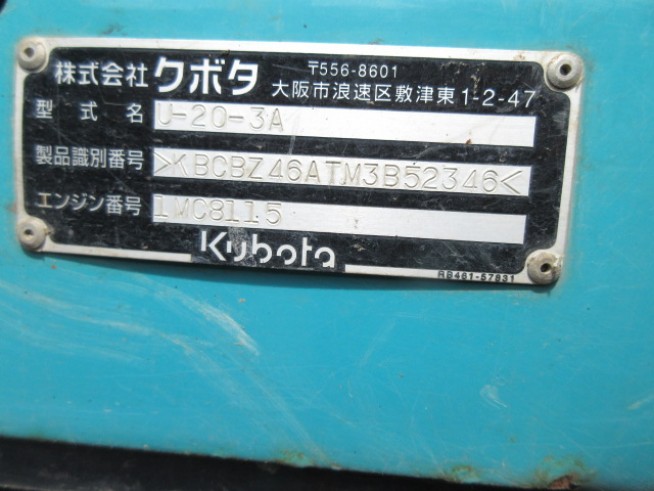 株式会社クボタ 〒556-8601
大阪市浪速区敷津東1-2-47
型式名 U-20-3A
製品識別番号 >KBCBZ46ATM3B52346<
エンジン番号 1MC8115
Kubota
RB461-57831